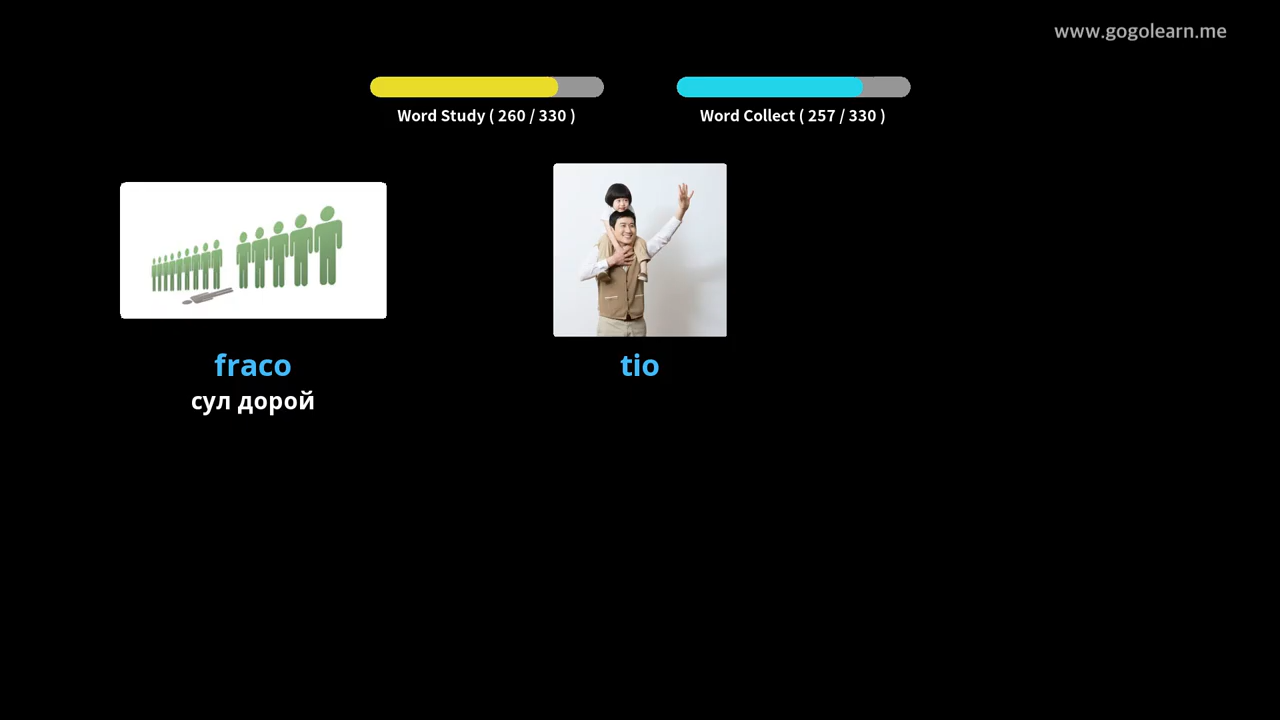 www.gogolearn.me
Word Study ( 260 / 330 )
Word Collect ( 257 / 330 )
fraco
сул дорой
tio